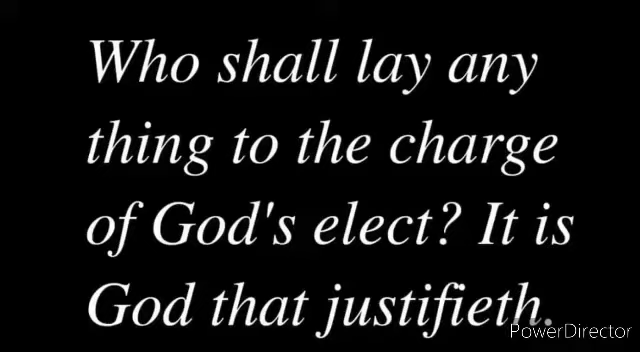 Who shall lay any
thing to the charge
of God's elect? It is
God that justifieth.
PowerDirector